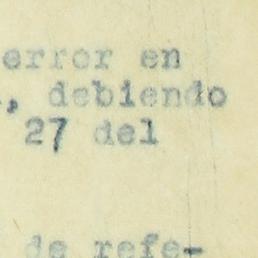 error en
, debiendo
27 del
de refe-